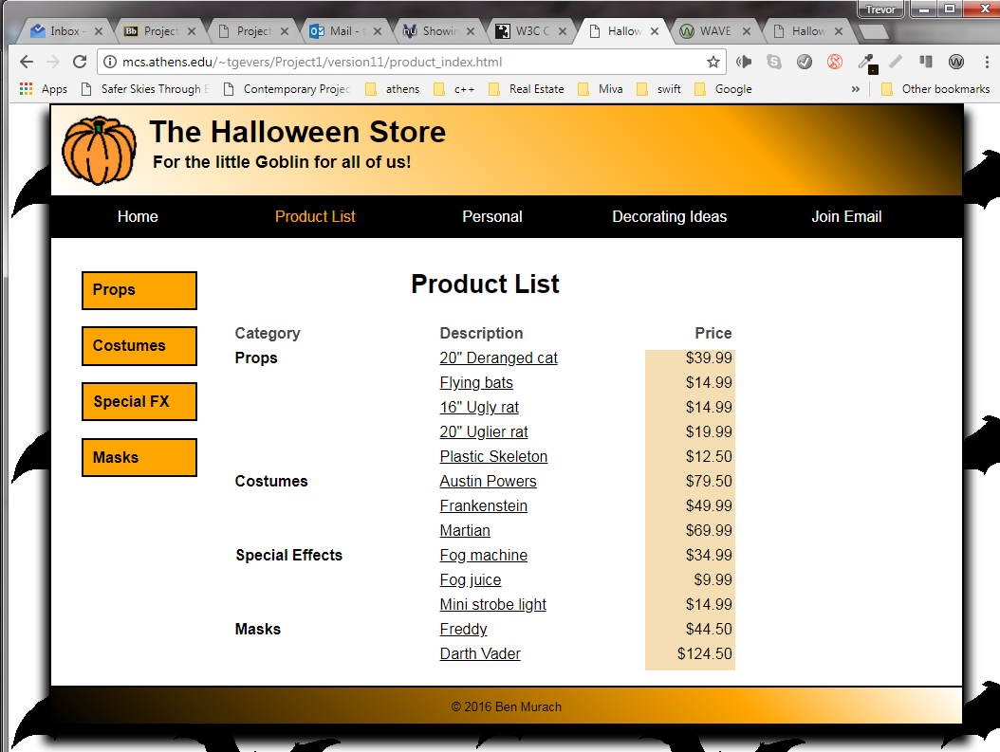 Trevor
Inbox - Project Project Mail - t Showin W3C C Hallow WAVE Hallow
mcs.athens.edu/~tgevers/Project1/version11/product_index.html
Apps Safer Skies Through Contemporary Projec athens c++ Real Estate Miva swift Google » Other bookmarks
The Halloween Store
For the little Goblin for all of us!
Home Product List Personal Decorating Ideas Join Email
Props
Costumes
Special FX
Masks
Product List
Category Description Price
Props 20" Deranged cat $39.99
Flying bats $14.99
16" Ugly rat $14.99
20" Uglier rat $19.99
Plastic Skeleton $12.50
Costumes Austin Powers $79.50
Frankenstein $49.99
Martian $69.99
Special Effects Fog machine $34.99
Fog juice $9.99
Mini strobe light $14.99
Masks Freddy $44.50
Darth Vader $124.50
© 2016 Ben Murach